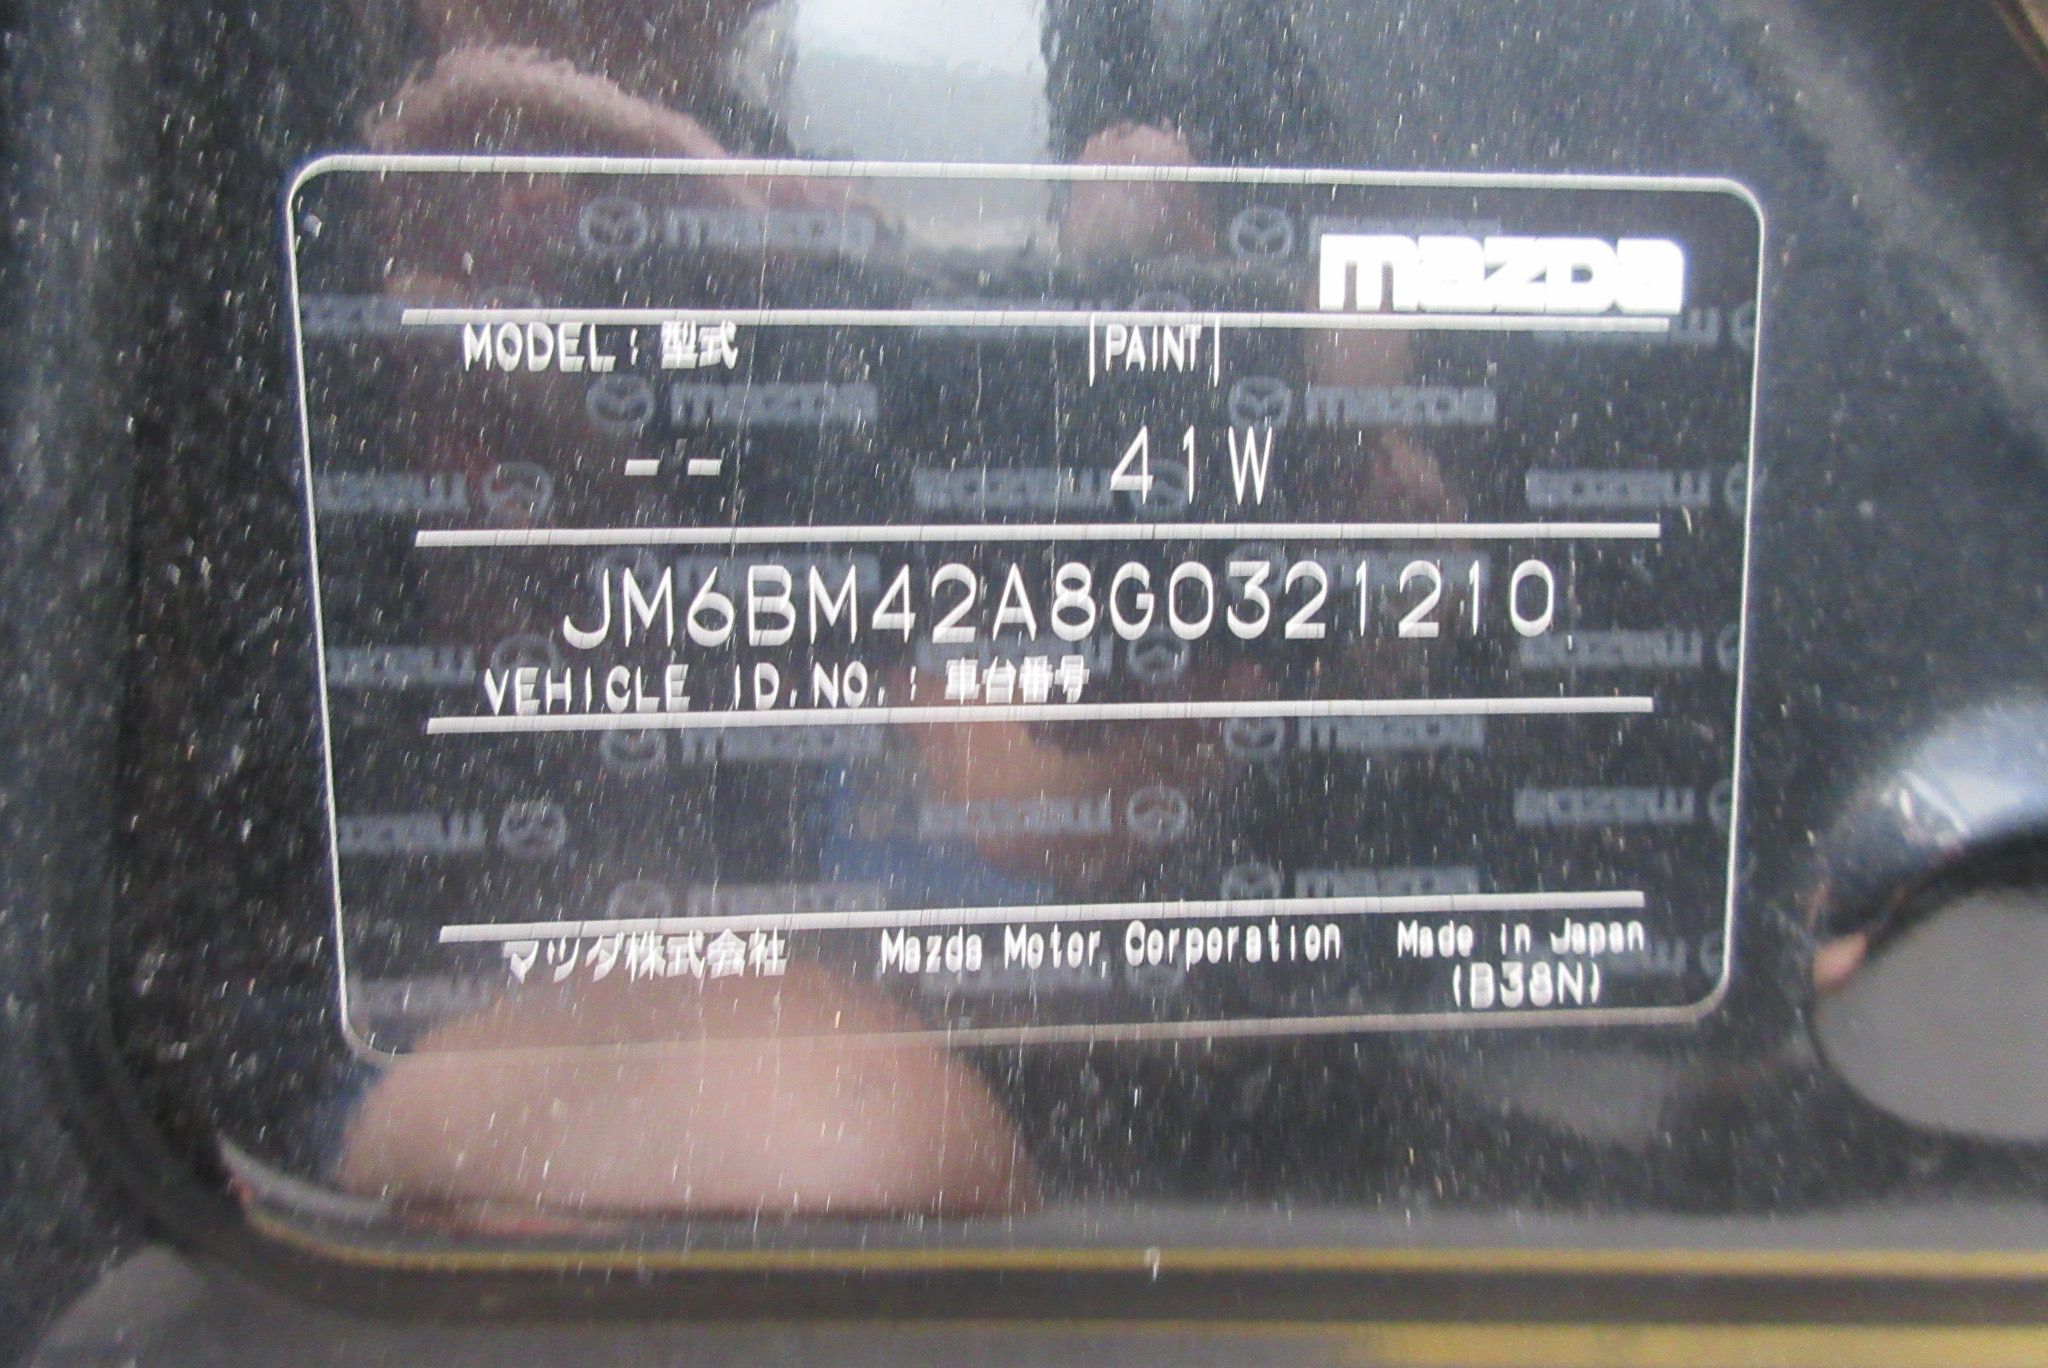 mazda
MODEL : 型式 |PAINT|
-- 41W
JM6BM42A8G0321210
VEHICLE ID.NO. : 車台番号
マツダ株式会社 Mazda Motor Corporation Made in Japan
(B38N)